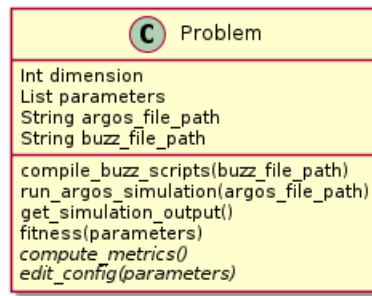 C Problem
Int dimension
List parameters
String argos_file_path
String buzz_file_path
compile_buzz_scripts(buzz_file_path)
run_argos_simulation(argos_file_path)
get_simulation_output()
fitness(parameters)
compute_metrics()
edit_config(parameters)